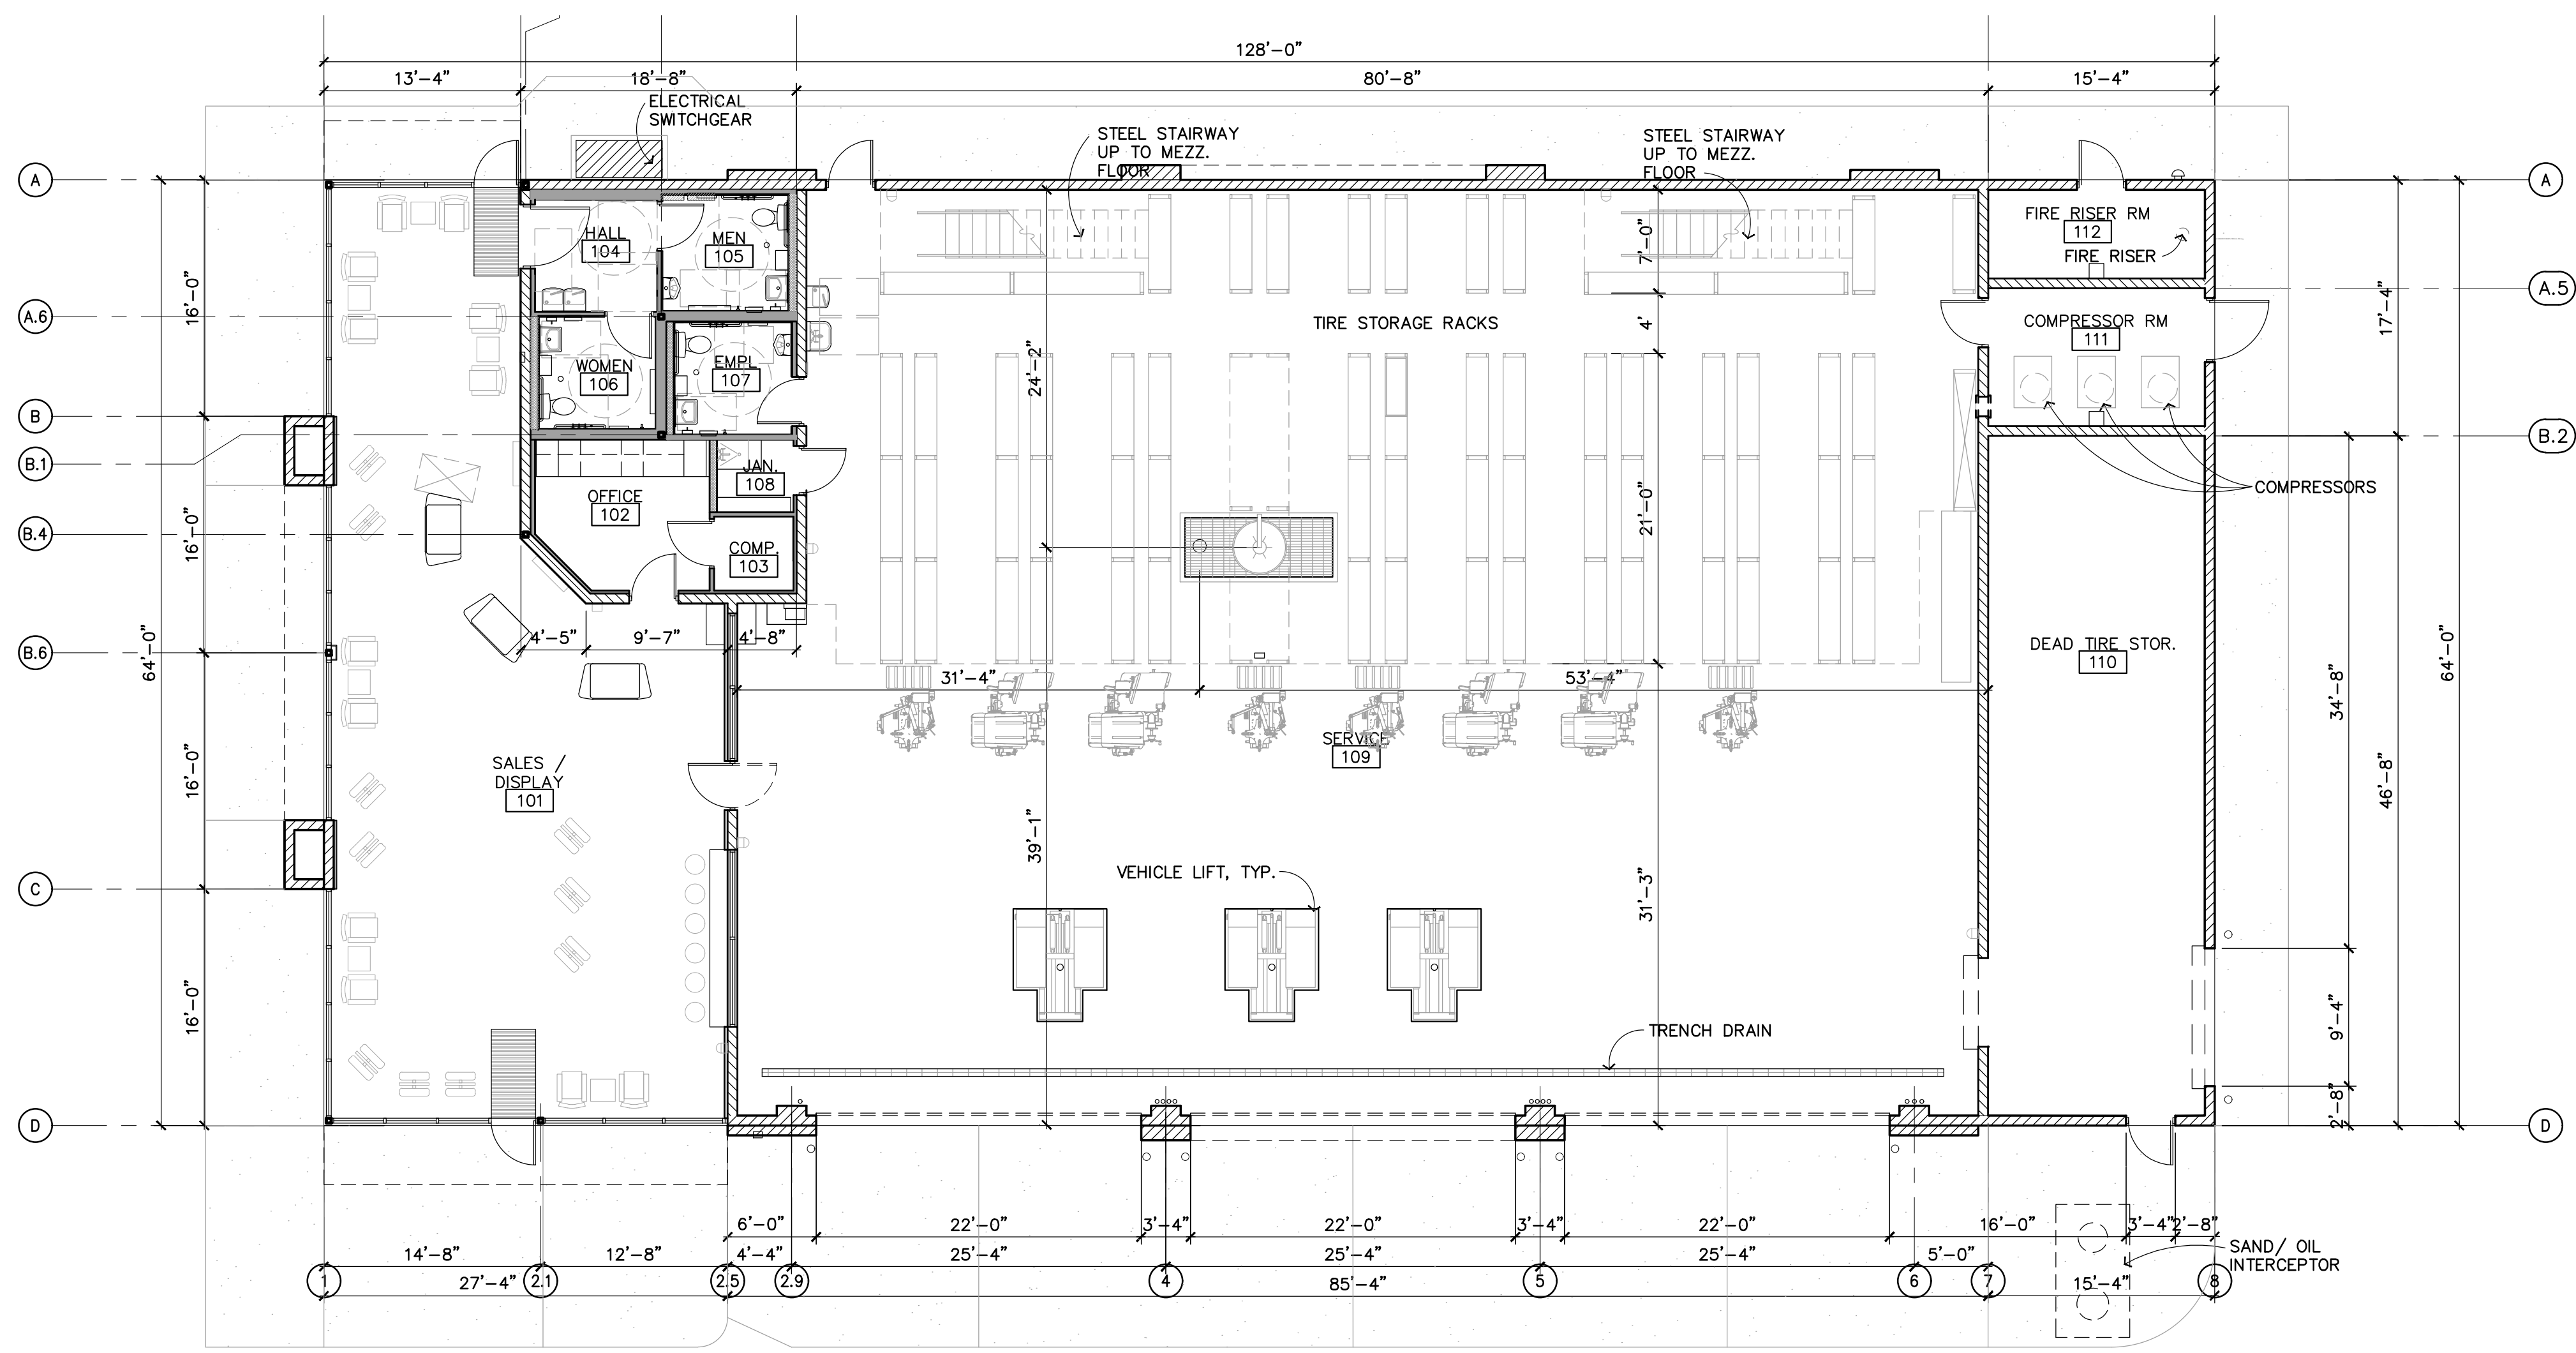 128'-0"
13'-4"
18'-8"
80'-8"
15'-4"
ELECTRICAL
SWITCHGEAR
STEEL STAIRWAY
UP TO MEZZ.
FLOOR
STEEL STAIRWAY
UP TO MEZZ.
FLOOR
A
A
HALL
104
MEN
105
FIRE RISER RM
112
FIRE RISER
7'-0"
16'-0"
A.5
A.6
TIRE STORAGE RACKS
4'
COMPRESSOR RM
111
17'-4"
24'-2"
WOMEN
106
EMPL
107
B
B.1
B.2
JAN.
108
COMPRESSORS
OFFICE
102
21'-0"
16'-0"
B.4
COMP.
103
64'-0"
4'-5"
9'-7"
4'-8"
B.6
DEAD TIRE STOR.
110
64'-0"
31'-4"
53'-4"
34'-8"
SERVICE
109
SALES /
DISPLAY
101
16'-0"
46'-8"
39'-1"
VEHICLE LIFT, TYP.
31'-3"
C
16'-0"
TRENCH DRAIN
9'-4"
2'-8"
D
D
6'-0"
22'-0"
3'-4"
22'-0"
3'-4"
22'-0"
16'-0"
3'-4"
2'-8"
14'-8"
12'-8"
4'-4"
25'-4"
25'-4"
25'-4"
5'-0"
SAND/ OIL
INTERCEPTOR
1
27'-4"
2.1
2.5
2.9
4
85'-4"
5
6
7
15'-4"
8